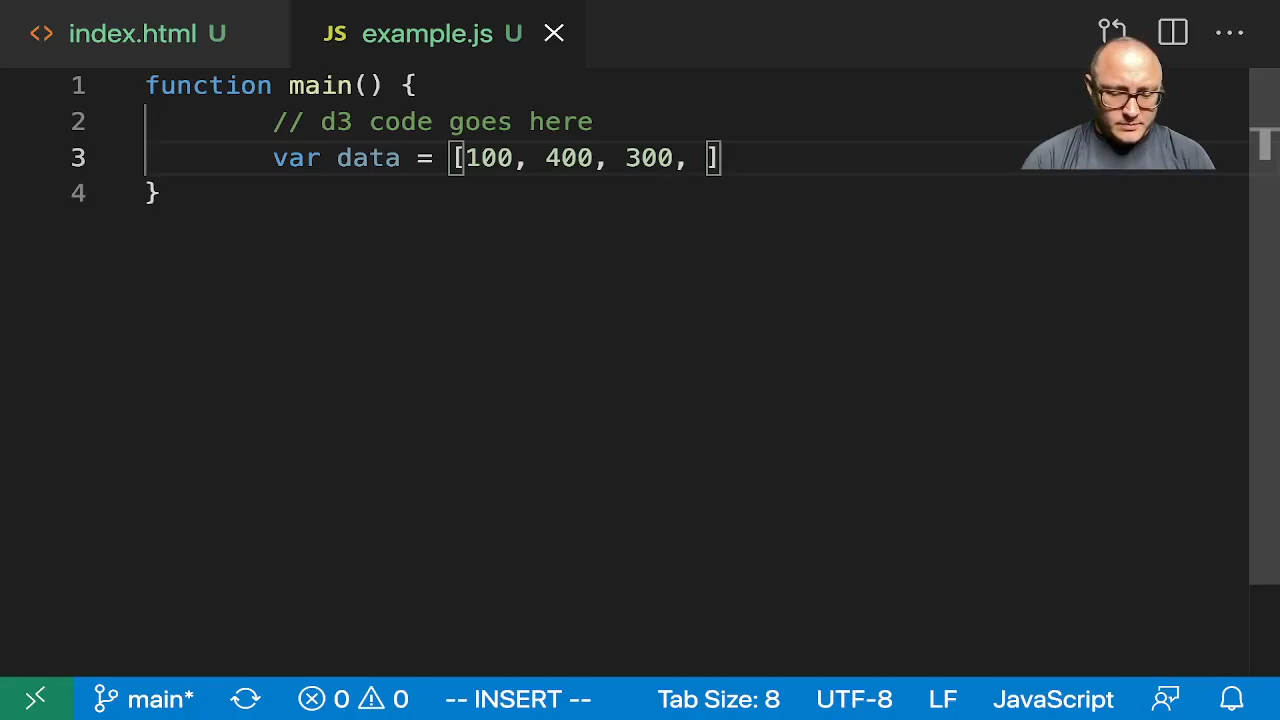 <> index.html U JS example.js U
1 function main() {
2 // d3 code goes here
3 var data = [100, 400, 300, ]
4 }
main* 0 0 -- INSERT -- Tab Size: 8 UTF-8 LF JavaScript